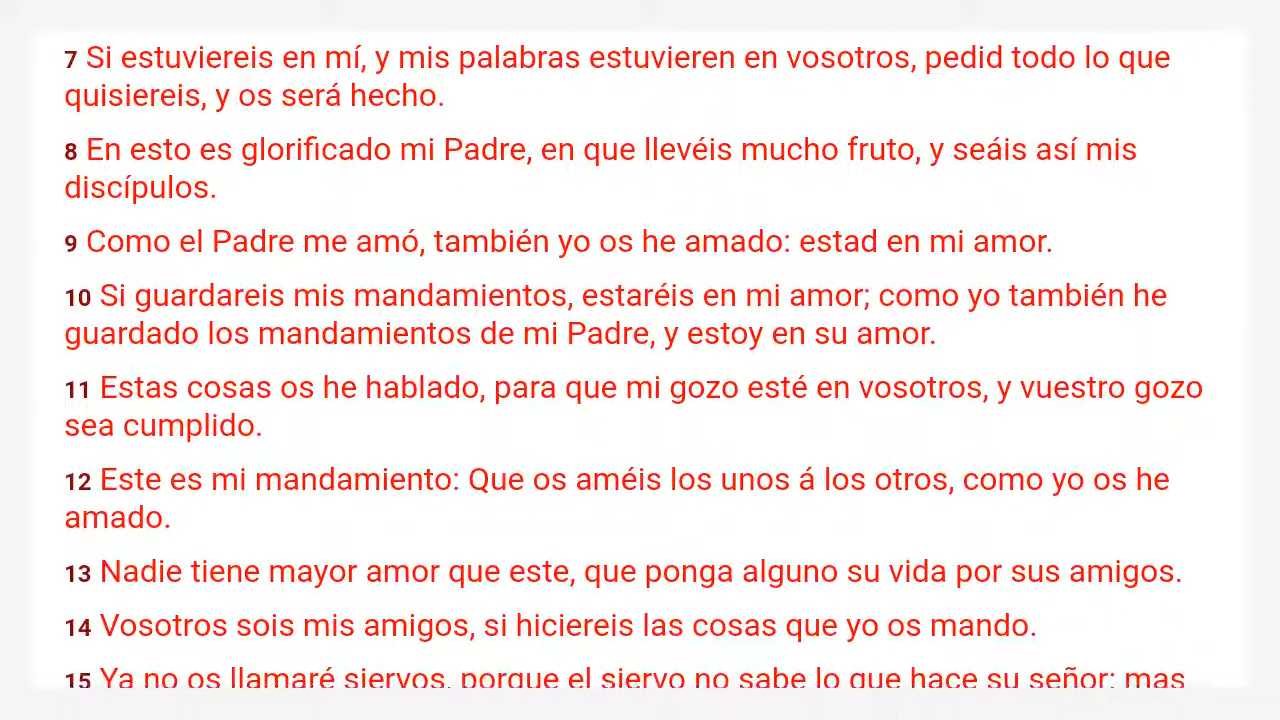 7 Si estuviereis en mí, y mis palabras estuvieren en vosotros, pedid todo lo que
quisiereis, y os será hecho.
8 En esto es glorificado mi Padre, en que llevéis mucho fruto, y seáis así mis
discípulos.
9 Como el Padre me amó, también yo os he amado: estad en mi amor.
10 Si guardareis mis mandamientos, estaréis en mi amor; como yo también he
guardado los mandamientos de mi Padre, y estoy en su amor.
11 Estas cosas os he hablado, para que mi gozo esté en vosotros, y vuestro gozo
sea cumplido.
12 Este es mi mandamiento: Que os améis los unos á los otros, como yo os he
amado.
13 Nadie tiene mayor amor que este, que ponga alguno su vida por sus amigos.
14 Vosotros sois mis amigos, si hiciereis las cosas que yo os mando.
15 Ya no os llamaré siervos, porque el siervo no sabe lo que hace su señor: mas